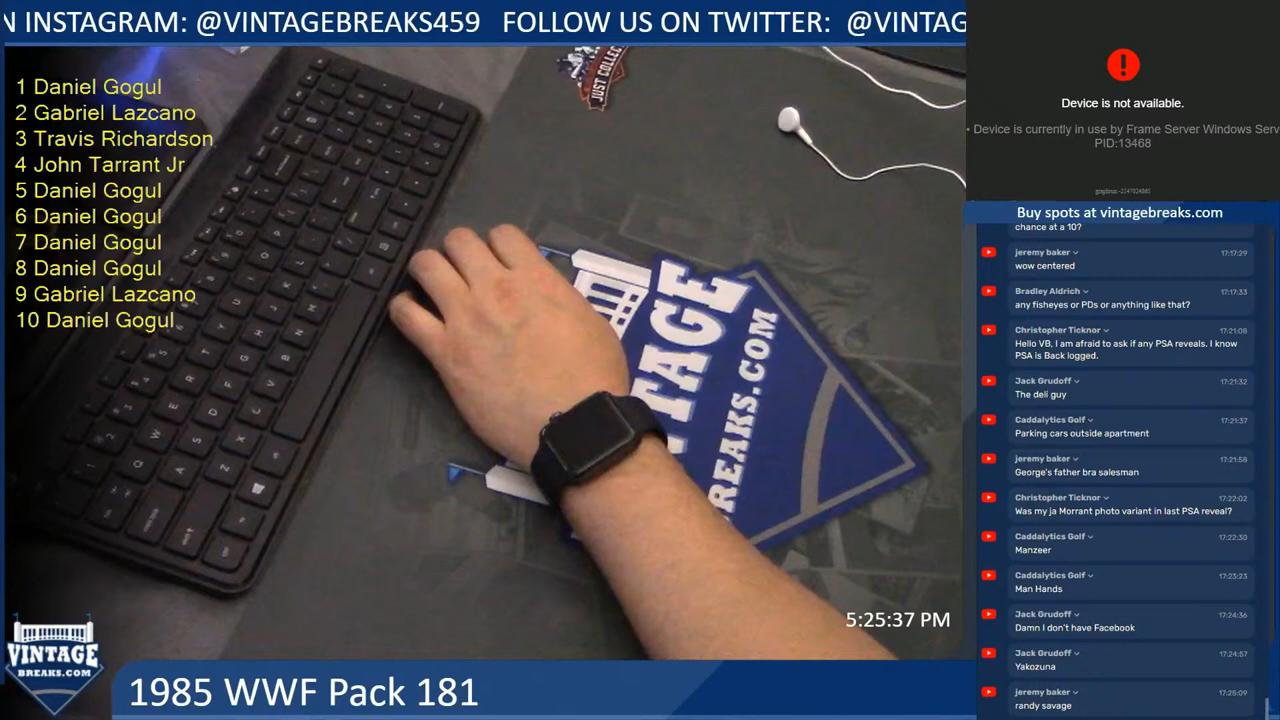 N INSTAGRAM: @VINTAGEBREAKS459 FOLLOW US ON TWITTER: @VINTAG
1 Daniel Gogul
2 Gabriel Lazcano
3 Travis Richardson
4 John Tarrant Jr
5 Daniel Gogul
6 Daniel Gogul
7 Daniel Gogul
8 Daniel Gogul
9 Gabriel Lazcano
10 Daniel Gogul
JUST COLLEC
TAGE
BREAKS.COM
5:25:37 PM
VINTAGE
BREAKS.COM
1985 WWF Pack 181
Device is not available.
• Device is currently in use by Frame Server Windows Serv
PID:13468
Buy spots at vintagebreaks.com
chance at a 10?
jeremy baker 17:17:29
wow centered
Bradley Aldrich 17:17:33
any fisheyes or PDs or anything like that?
Christopher Ticknor 17:21:08
Hello VB, I am afraid to ask if any PSA reveals. I know
PSA is Back logged.
Jack Grudoff 17:21:32
The deli guy
Caddalytics Golf 17:21:37
Parking cars outside apartment
jeremy baker 17:21:58
George's father bra salesman
Christopher Ticknor 17:22:02
Was my ja Morrant photo variant in last PSA reveal?
Caddalytics Golf 17:22:30
Manzeer
Caddalytics Golf 17:23:23
Man Hands
Jack Grudoff 17:24:36
Damn I don't have Facebook
Jack Grudoff 17:24:57
Yakozuna
jeremy baker 17:25:09
randy savage